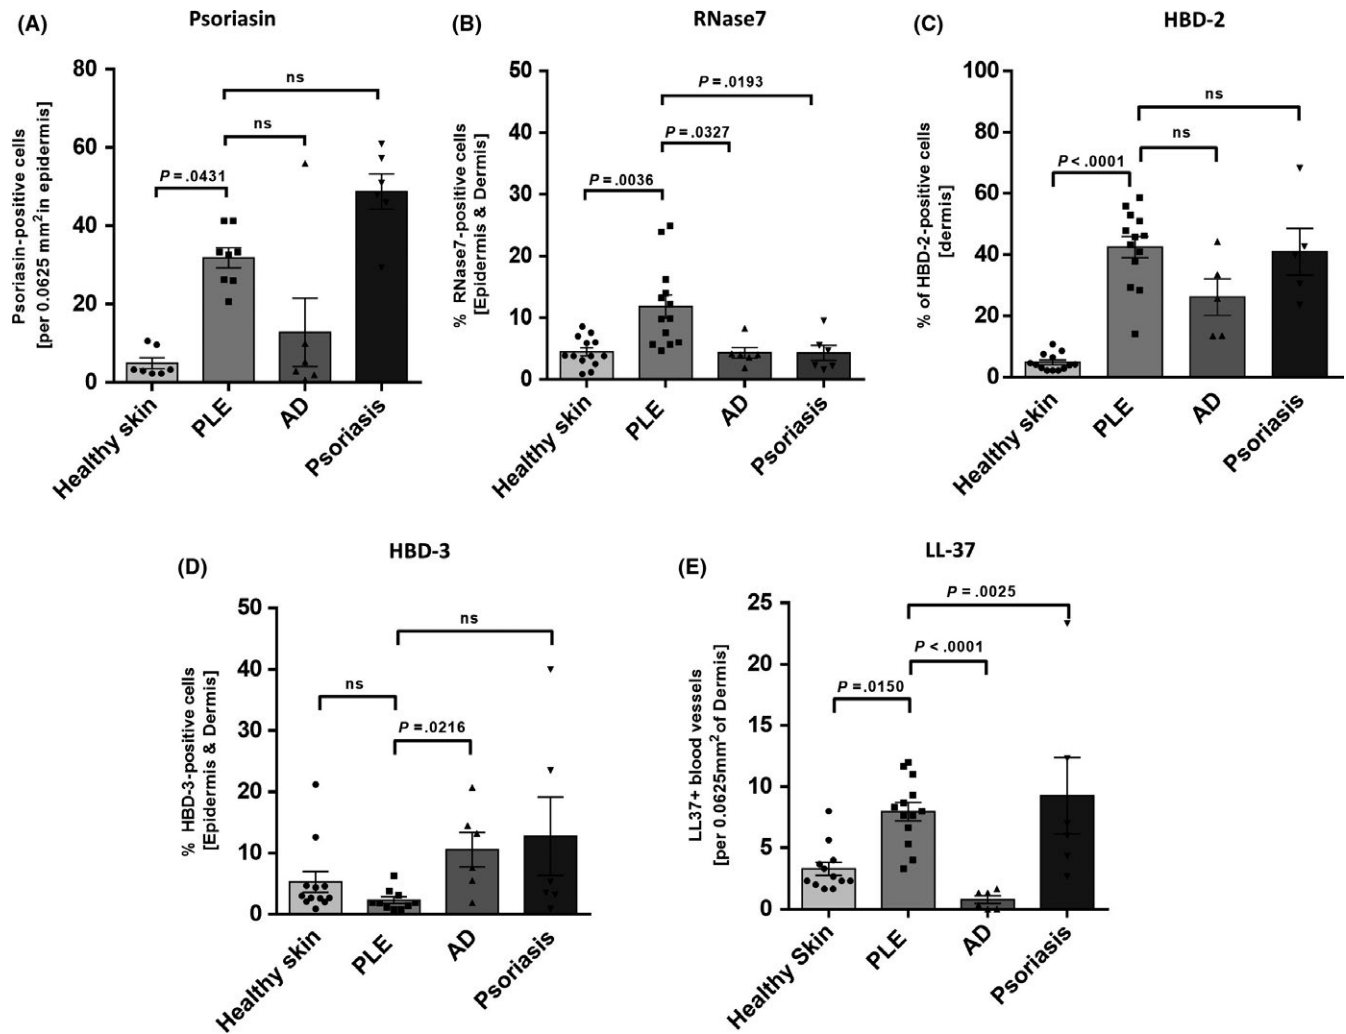 (A)
Psoriasin
Psoriasin-positive cells
[per 0.0625 mm² in epidermis]
80
60
40
20
0
ns
ns
P = .0431
Healthy skin
PLE
AD
Psoriasis
(B)
RNase7
% RNase7-positive cells
[Epidermis & Dermis]
50
40
30
20
10
0
P = .0193
P = .0327
P = .0036
Healthy skin
PLE
AD
Psoriasis
(C)
HBD-2
% of HBD-2-positive cells
[dermis]
100
80
60
40
20
0
ns
ns
P < .0001
Healthy skin
PLE
AD
Psoriasis
(D)
HBD-3
% HBD-3-positive cells
[Epidermis & Dermis]
50
40
30
20
10
0
ns
ns
P = .0216
Healthy skin
PLE
AD
Psoriasis
(E)
LL-37
LL37+ blood vessels
[per 0.0625mm² of Dermis]
25
20
15
10
5
0
P = .0025
P < .0001
P = .0150
Healthy Skin
PLE
AD
Psoriasis